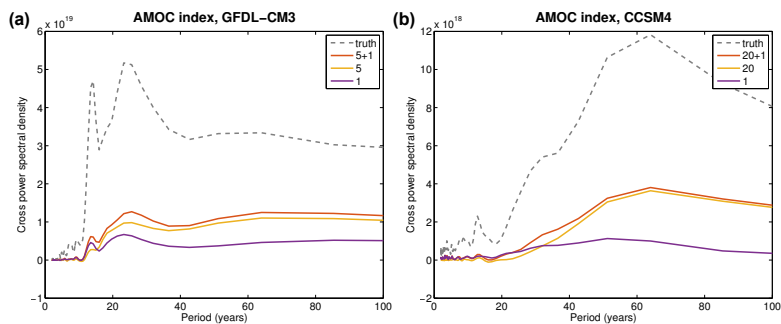 (a)
AMOC index, GFDL−CM3
x 10^19
Cross power spectral density
6
5
4
3
2
1
0
−1
0 20 40 60 80 100
Period (years)
truth
5+1
5
1
(b)
AMOC index, CCSM4
x 10^18
Cross power spectral density
12
10
8
6
4
2
0
−2
0 20 40 60 80 100
Period (years)
truth
20+1
20
1